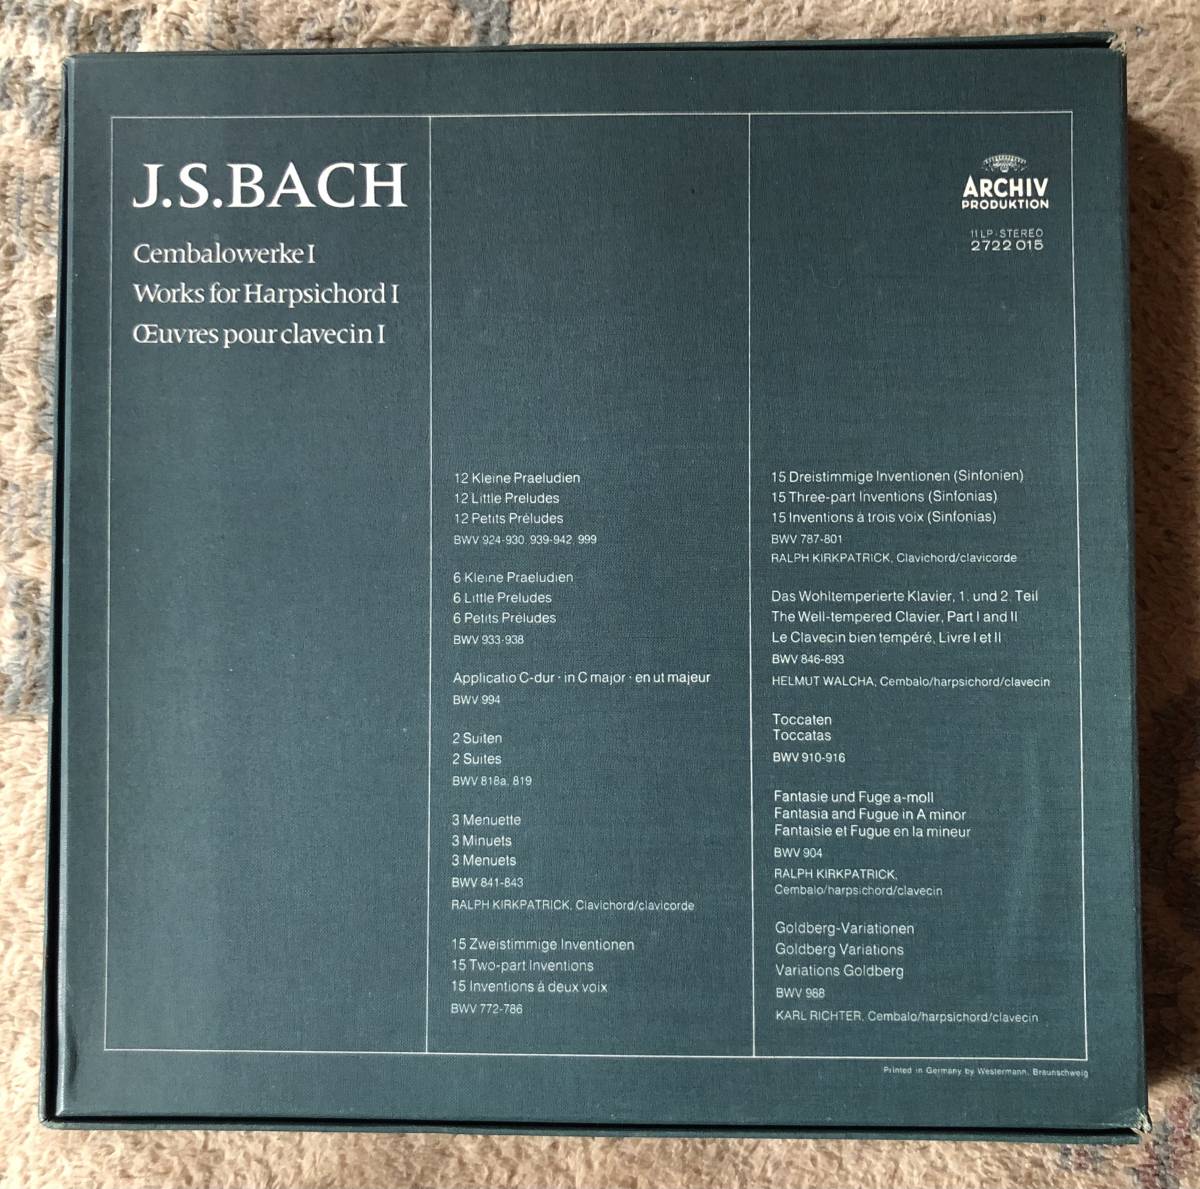 J.S.BACH
Cembalowerke I
Works for Harpsichord I
Œuvres pour clavecin I
12 Kleine Praeludien
12 Little Preludes
12 Petits Préludes
BWV 924-930, 939-942, 999
6 Kleine Praeludien
6 Little Preludes
6 Petits Préludes
BWV 933-938
Applicatio C-dur · in C major · en ut majeur
BWV 994
2 Suiten
2 Suites
BWV 818a, 819
3 Menuette
3 Minuets
3 Menuets
BWV 841-843
RALPH KIRKPATRICK, Clavichord/clavicorde
15 Zweistimmige Inventionen
15 Two-part Inventions
15 Inventions à deux voix
BWV 772-786
ARCHIV
PRODUKTION
11 LP · STEREO
2722 015
15 Dreistimmige Inventionen (Sinfonien)
15 Three-part Inventions (Sinfonias)
15 Inventions à trois voix (Sinfonias)
BWV 787-801
RALPH KIRKPATRICK, Clavichord/clavicorde
Das Wohltemperierte Klavier, 1. und 2. Teil
The Well-tempered Clavier, Part I and II
Le Clavecin bien tempéré, Livre I et II
BWV 846-893
HELMUT WALCHA, Cembalo/harpsichord/clavecin
Toccaten
Toccatas
BWV 910-916
Fantasie und Fuge a-moll
Fantasia and Fugue in A minor
Fantaisie et Fugue en la mineur
BWV 904
RALPH KIRKPATRICK,
Cembalo/harpsichord/clavecin
Goldberg-Variationen
Goldberg Variations
Variations Goldberg
BWV 988
KARL RICHTER, Cembalo/harpsichord/clavecin
Printed in Germany by Westermann, Braunschweig